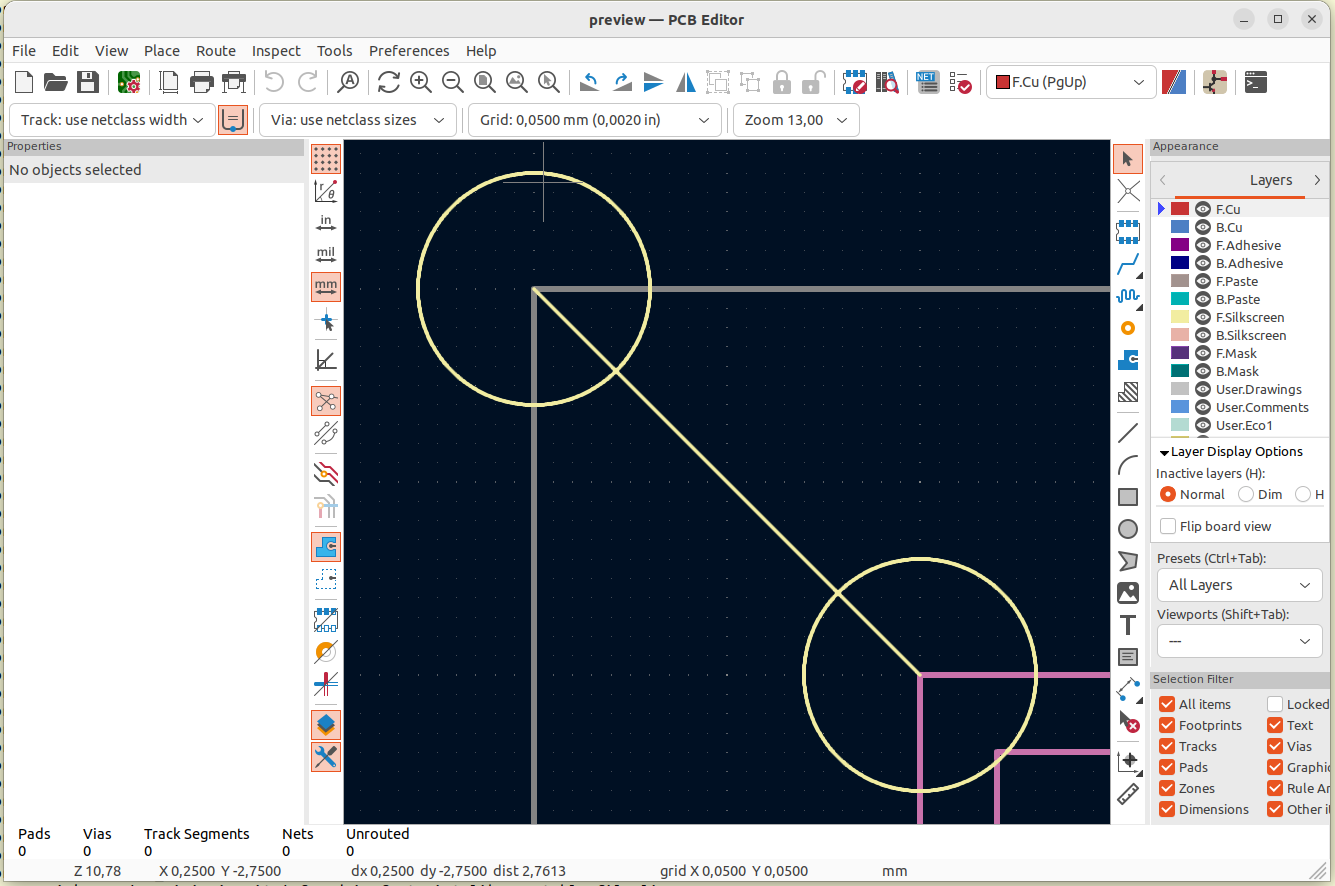 preview — PCB Editor
File Edit View Place Route Inspect Tools Preferences Help
NET
F.Cu (PgUp)
Track: use netclass width Via: use netclass sizes Grid: 0,0500 mm (0,0020 in) Zoom 13,00
Properties
No objects selected
r
θ
in
mil
mm
Appearance
Layers
F.Cu
B.Cu
F.Adhesive
B.Adhesive
F.Paste
B.Paste
F.Silkscreen
B.Silkscreen
F.Mask
B.Mask
User.Drawings
User.Comments
User.Eco1
Layer Display Options
Inactive layers (H):
Normal Dim H
Flip board view
Presets (Ctrl+Tab):
All Layers
Viewports (Shift+Tab):
---
Selection Filter
All items Locked
Footprints Text
Tracks Vias
Pads Graphic
Zones Rule Ar
Dimensions Other i
Pads Vias Track Segments Nets Unrouted
0 0 0 0 0
Z 10,78 X 0,2500 Y -2,7500 dx 0,2500 dy -2,7500 dist 2,7613 grid X 0,0500 Y 0,0500 mm